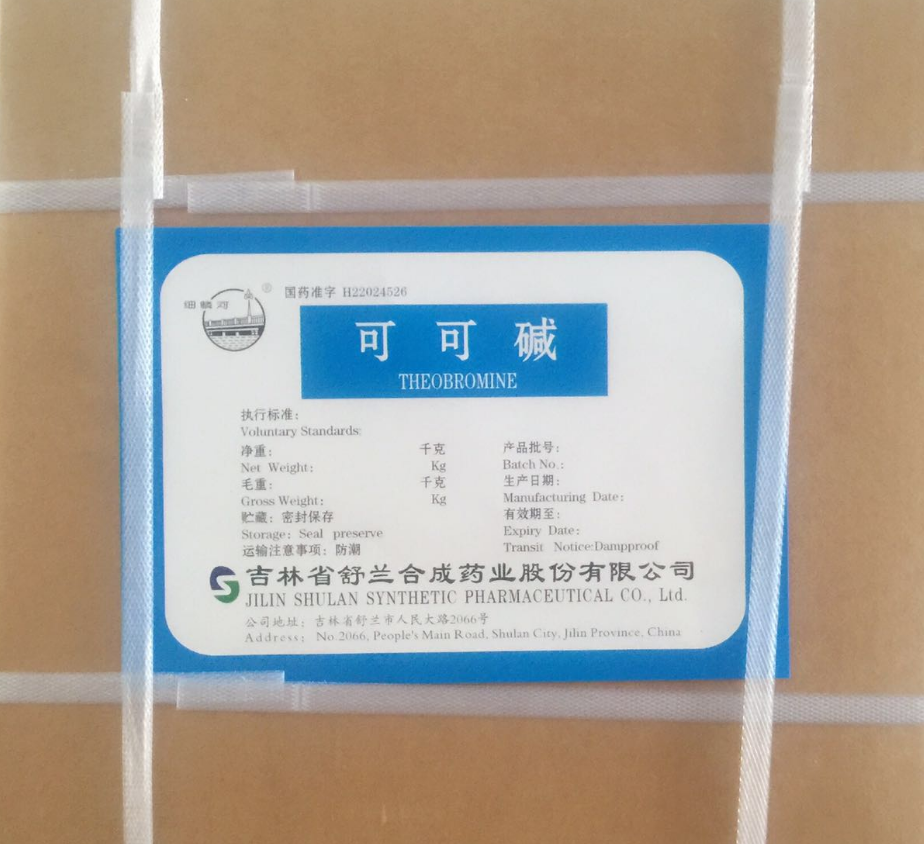 细鳞河 ® 国药准字 H22024526
可可碱
THEOBROMINE
执行标准:
Voluntary Standards:
净重: 千克
Net Weight: Kg
毛重: 千克
Gross Weight: Kg
贮藏: 密封保存
Storage: Seal preserve
运输注意事项: 防潮
产品批号:
Batch No.:
生产日期:
Manufacturing Date:
有效期至:
Expiry Date:
Transit Notice:Dampproof
吉林省舒兰合成药业股份有限公司
JILIN SHULAN SYNTHETIC PHARMACEUTICAL CO., Ltd.
公司地址: 吉林省舒兰市人民大路2066号
Address: No.2066, People's Main Road, Shulan City, Jilin Province, China